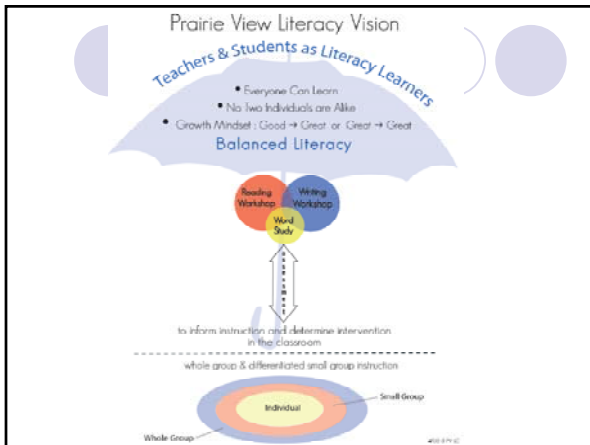 Prairie View Literacy Vision
Teachers & Students as Literacy Learners
• Everyone Can Learn
• No Two Individuals are Alike
• Growth Mindset : Good → Great or Great → Great
Balanced Literacy
Reading Workshop
Writing Workshop
Word Study
to inform instruction and determine intervention
in the classroom
whole group & differentiated small group instruction
Individual
Small Group
Whole Group